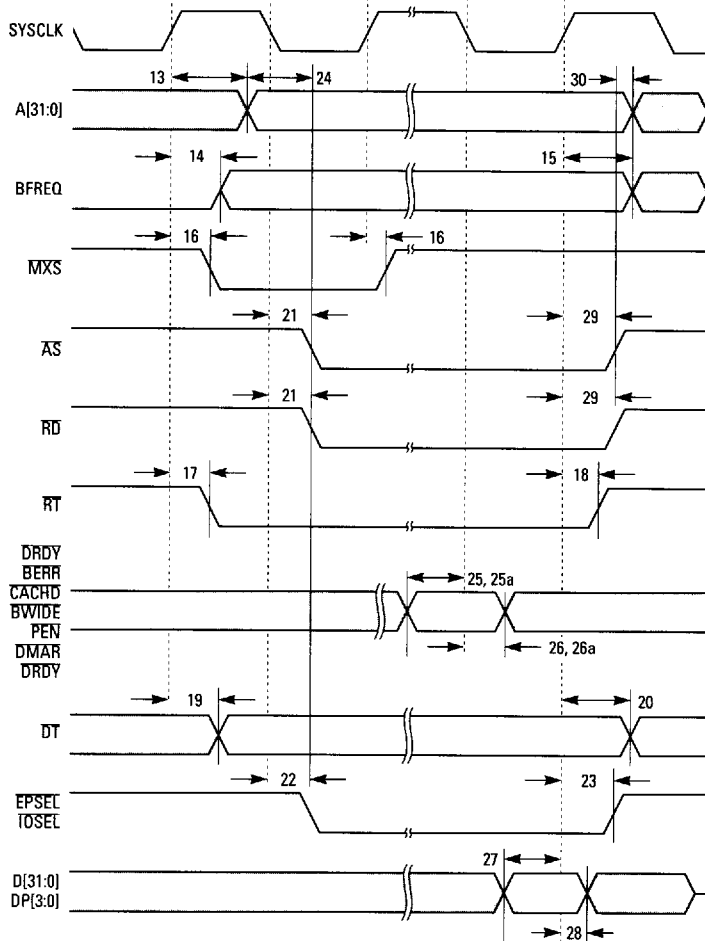 SYSCLK
13 24 30
A[31:0]
14 15
BFREQ
16 16
MXS
21 29
AS
21 29
RD
17 18
RT
DRDY
BERR
25, 25a
CACHD
BWIDE
PEN
26, 26a
DMAR
DRDY
19 20
DT
22 23
EPSEL
IOSEL
27
D[31:0]
DP[3:0]
28